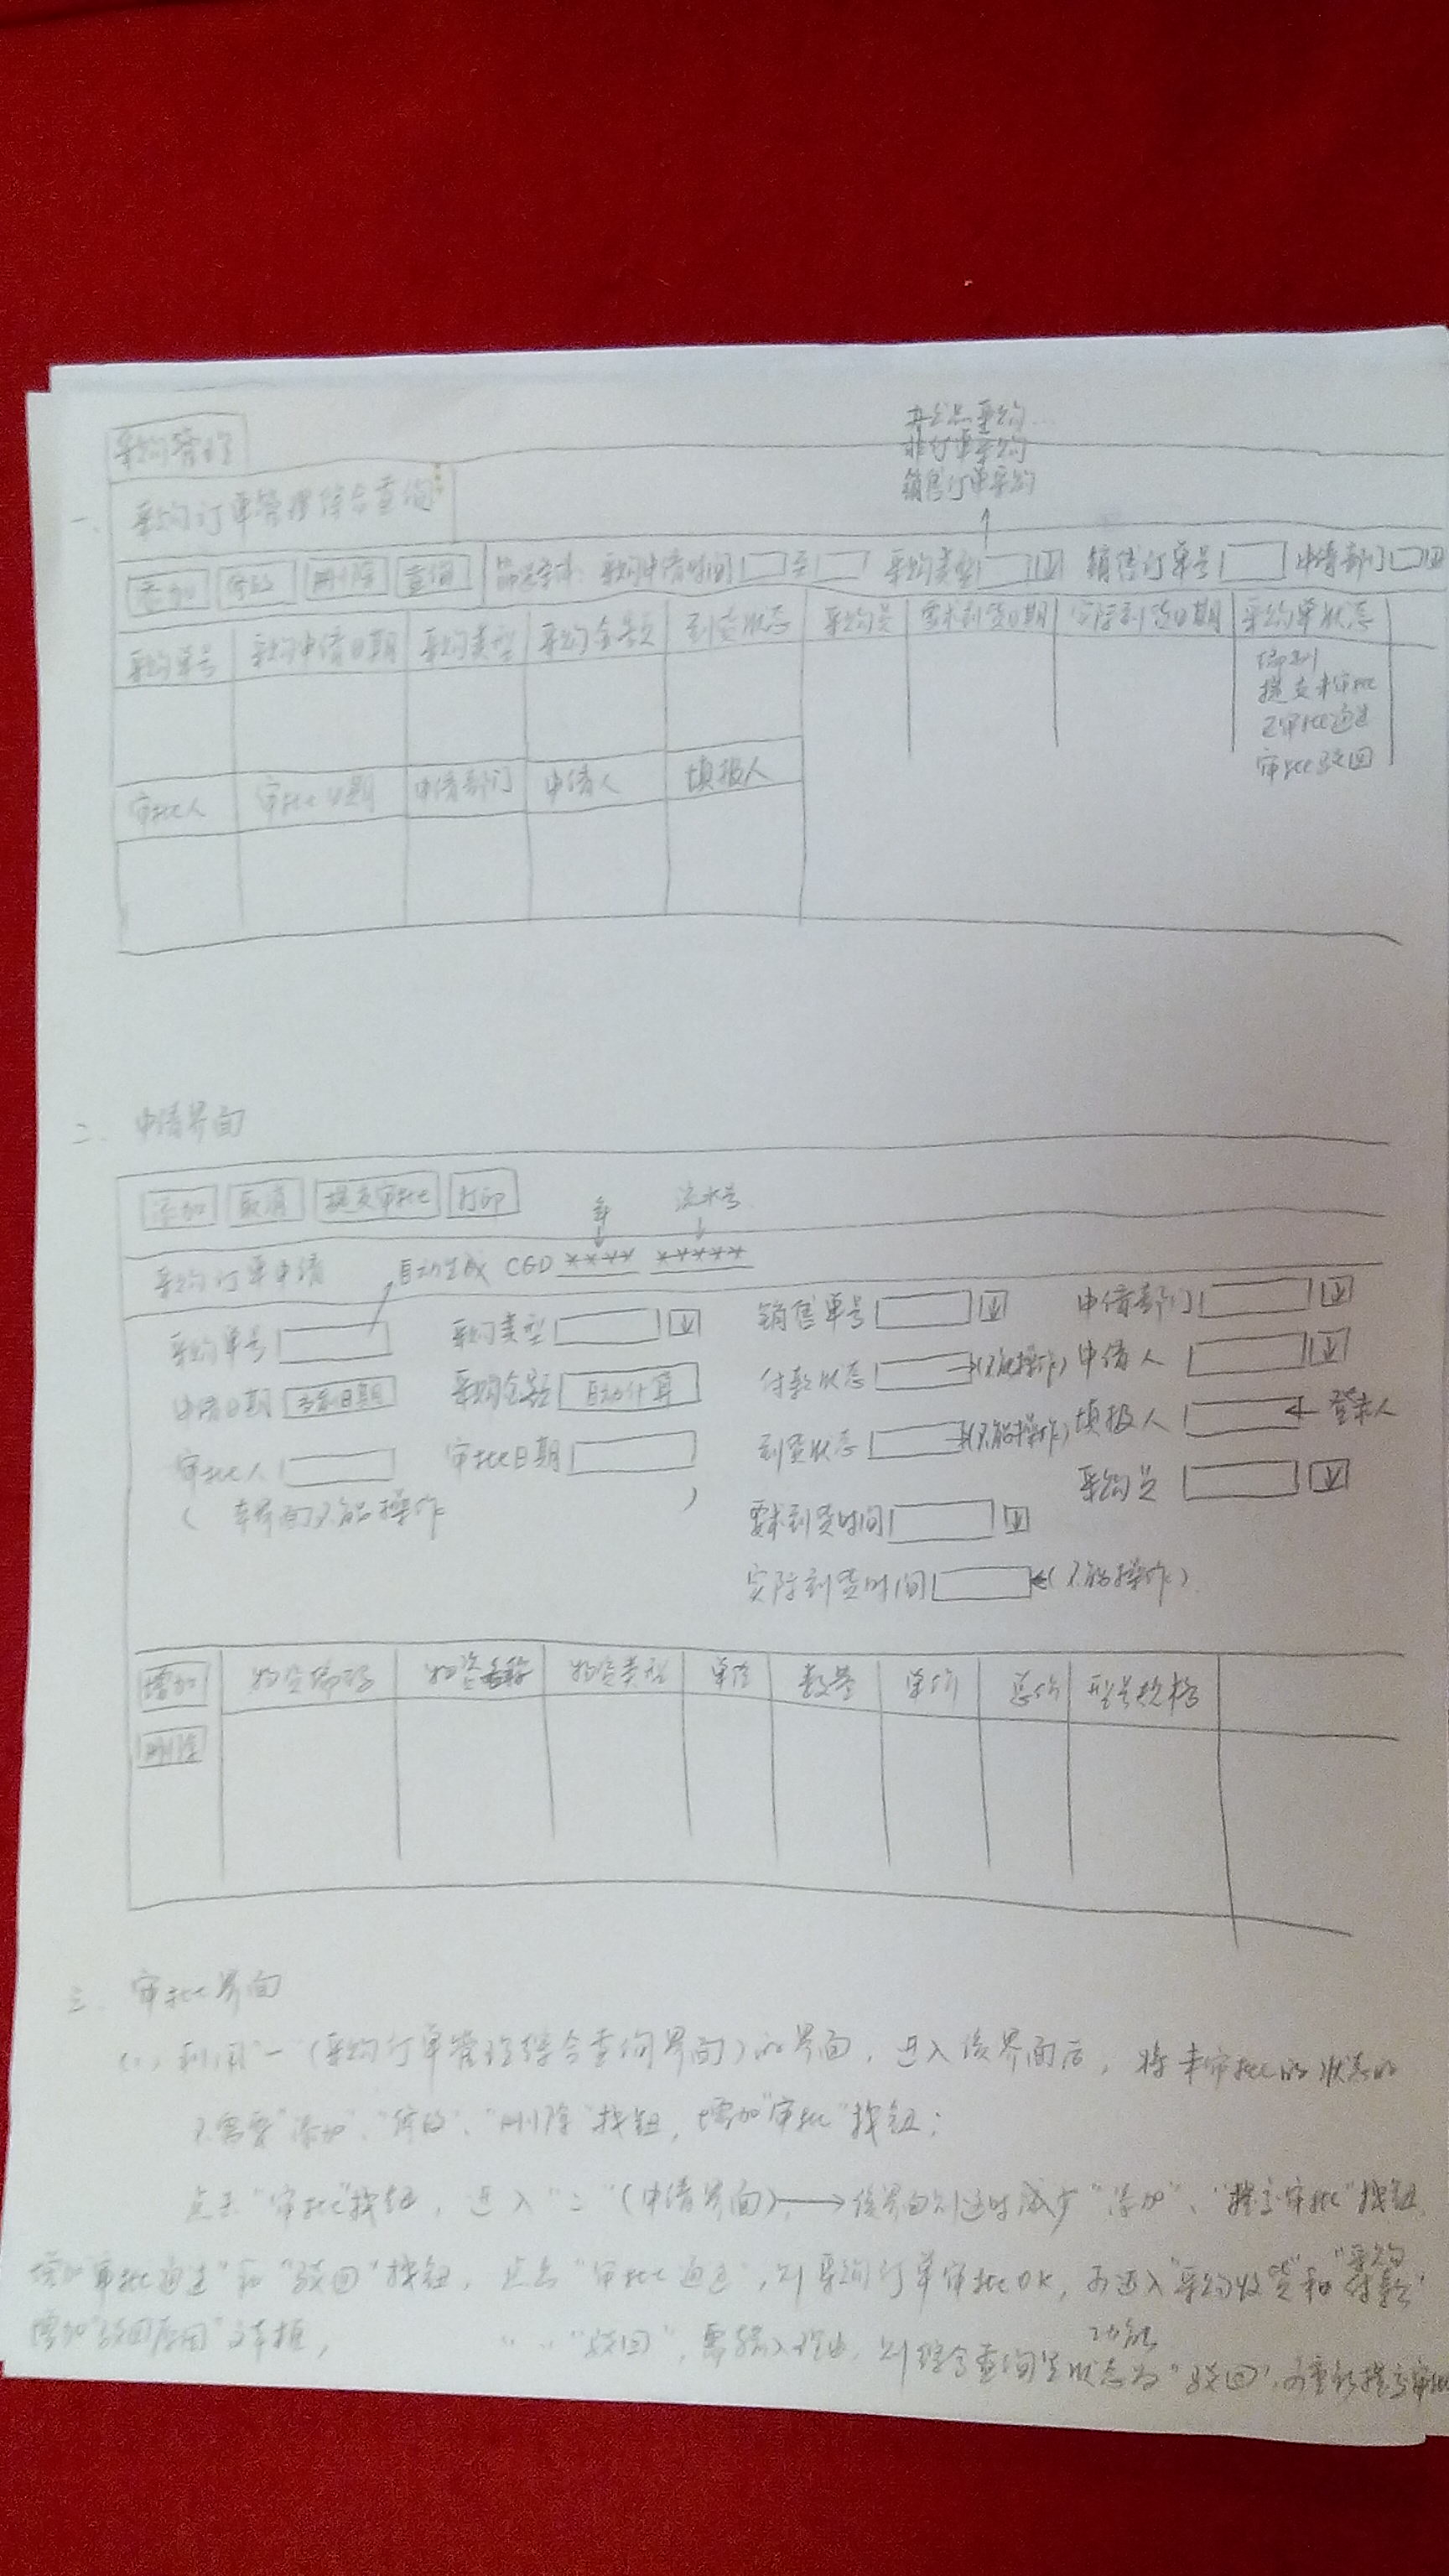 采购管理
办公品采购...
非订单采购
销售订单采购
一、 采购订单管理综合查询
添加 修改 删除 查询 采购申请时间 至 采购类型 销售订单号 申请部门
采购单号 采购申请日期 采购类型 采购金额 到货状态 采购员 要求到货日期 实际到货日期 采购单状态
编制
提交未审批
已审批通过
审批驳回
审批人 审批日期 申请部门 申请人 填报人
二、 申请界面
添加 取消 提交审批 打印
年 流水号
采购订单申请 自动生成 CGD **** *****
采购单号 采购类型 销售单号 申请部门
申请日期 当前日期 采购金额 自动计算 付款状态 (不能操作) 申请人
审批人 审批日期 到货状态 (不能操作) 填报人 登录人
( 本界面不能操作 ) 采购员
要求到货时间
实际到货时间 (不能操作)
增加 物资编码 物资名称 物资类型 单位 数量 单价 总价 型号规格
删除
三、 审批界面
(1) 利用"一"(采购订单管理综合查询界面)的界面,进入该界面后,将未审批的状态的
不需要"添加"、"修改"、"删除"按钮,增加"审批"按钮;
点击"审批"按钮,进入"二"(申请界面) → 该界面则适时减少"添加"、"提交审批"按钮,
增加"审批通过"和"驳回"按钮,点击"审批通过",则采购订单审批OK,可进入"采购收货"和"采购付款"
功能
增加"驳回原因"文本框, " " "驳回",需输入理由,则综合查询里状态为"驳回",可重新提交审批